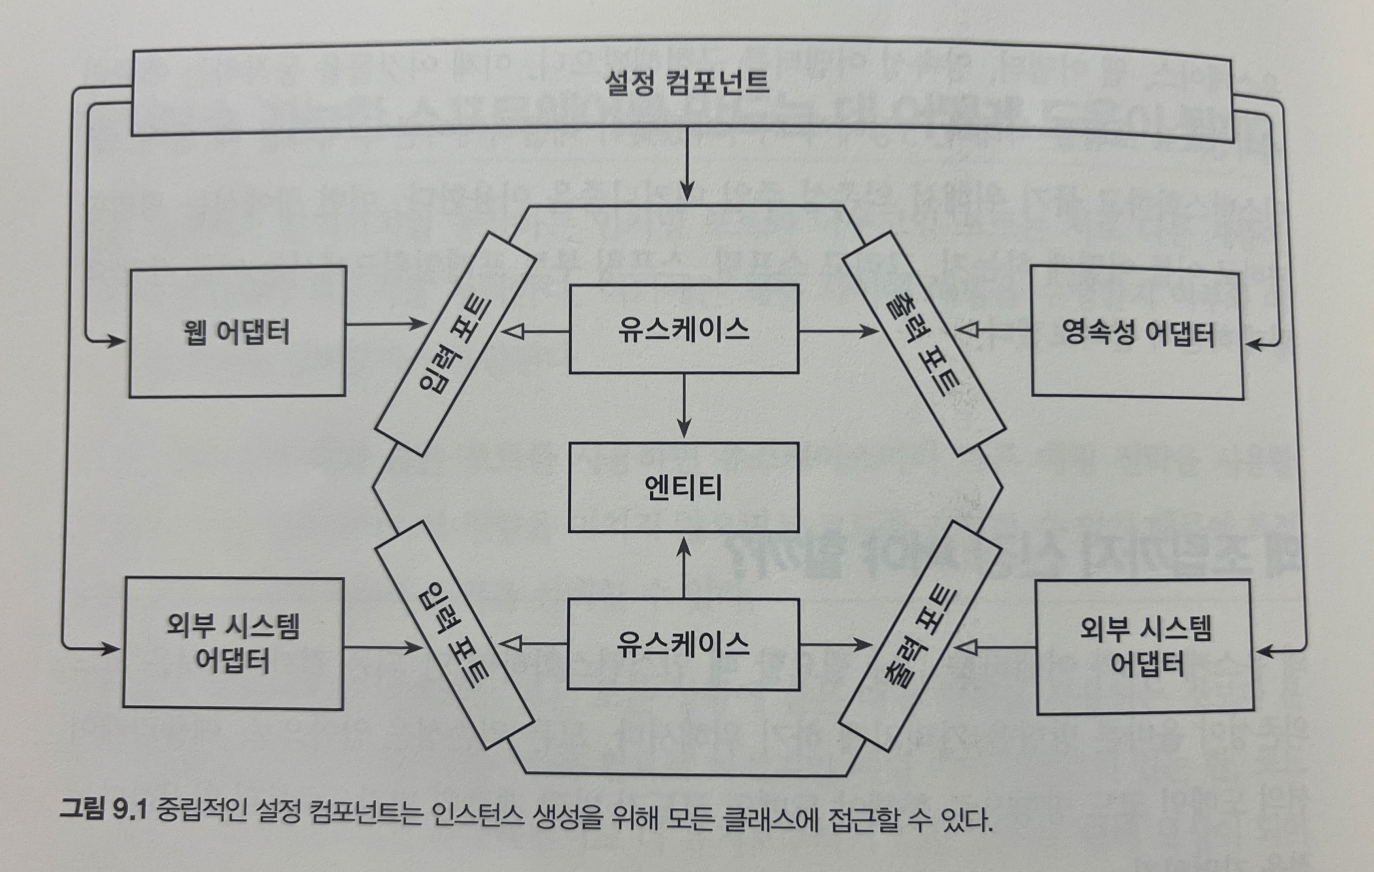 설정 컴포넌트
웹 어댑터
입력 포트
유스케이스
출력 포트
영속성 어댑터
엔티티
외부 시스템
어댑터
입력 포트
유스케이스
출력 포트
외부 시스템
어댑터
그림 9.1 중립적인 설정 컴포넌트는 인스턴스 생성을 위해 모든 클래스에 접근할 수 있다.